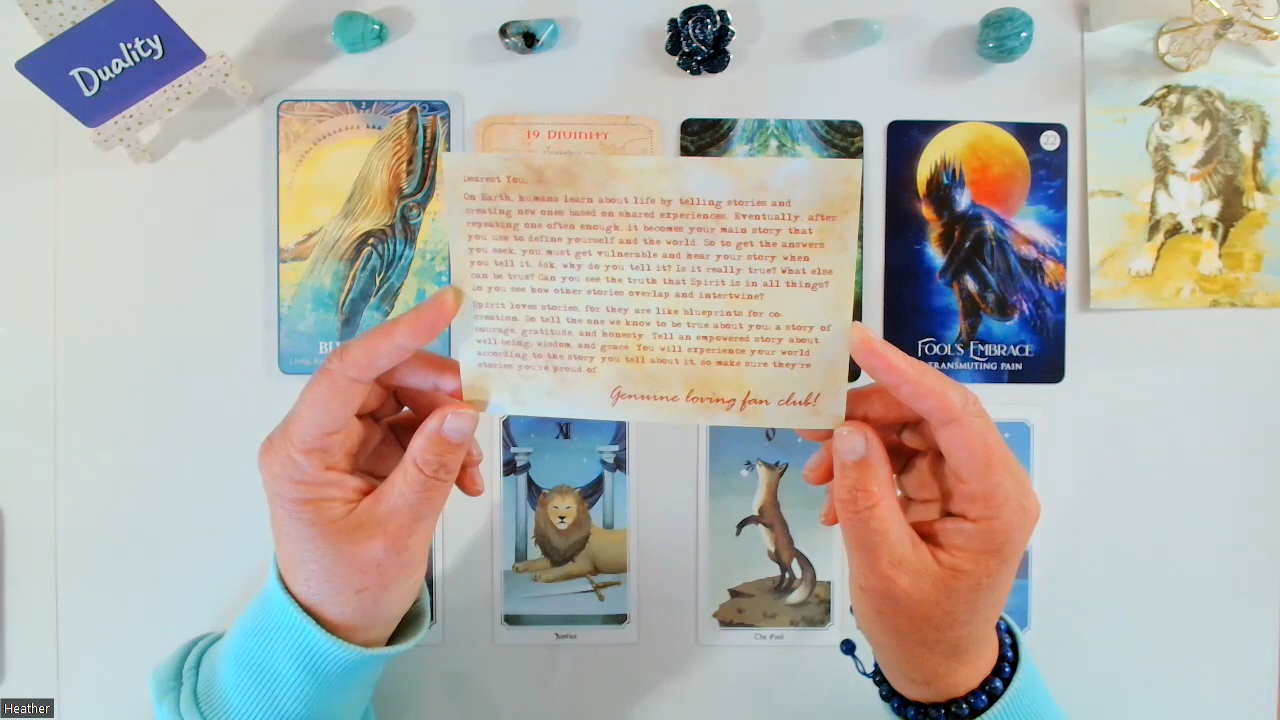 Duality
19 DIVINITY
22
Dearest You,
On Earth, humans learn about life by telling stories and
creating new ones based on shared experiences. Eventually, after
repeating one often enough, it becomes your main story that
you use to define yourself and the world. So to get the answers
you seek, you must get vulnerable and hear your story when
you tell it. Ask, why do you tell it? Is it really true? What else
can be true? Can you see the truth that Spirit is in all things?
Do you see how other stories overlap and intertwine?
Spirit loves stories, for they are like blueprints for co-
creation. So tell the one we know to be true about you; a story of
courage, gratitude, and honesty. Tell an empowered story about
well-being, wisdom, and grace. You will experience your world
according to the story you tell about it, so make sure they're
stories you're proud of.
Genuine loving fan club!
FOOL'S EMBRACE
TRANSMUTING PAIN
XI
0
Justice
The Fool
Heather